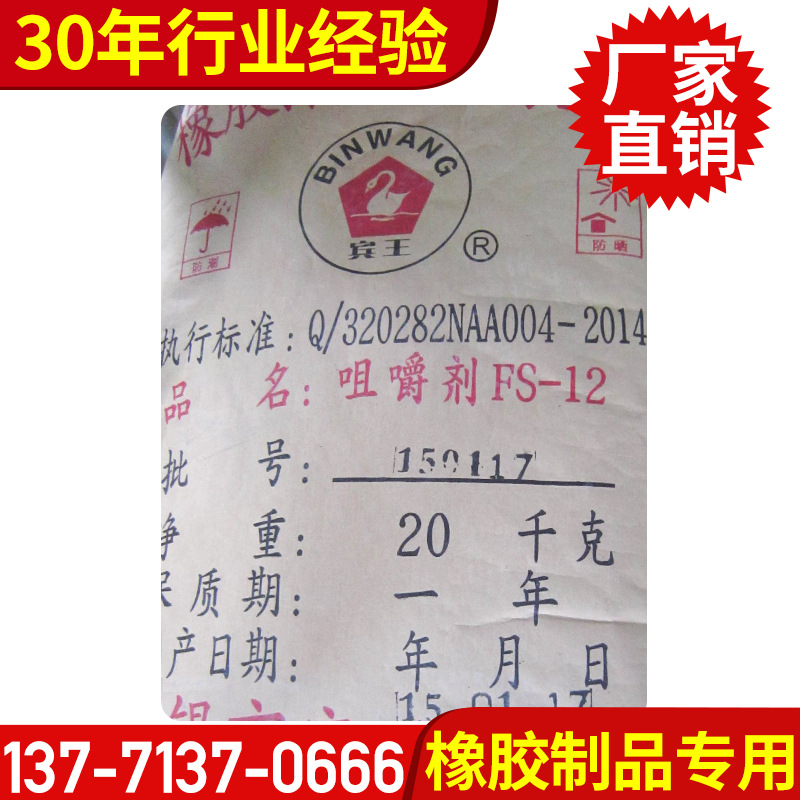 30年行业经验
厂家
直销
橡胶
BINWANG
宾王
®
防潮
防晒
执行标准：Q/320282NAA004-2014
品 名：咀嚼剂FS-12
批 号：150117
净 重：20 千克
保质期：一 年
产日期：年 月 日
15 01 17
137-7137-0666
橡胶制品专用